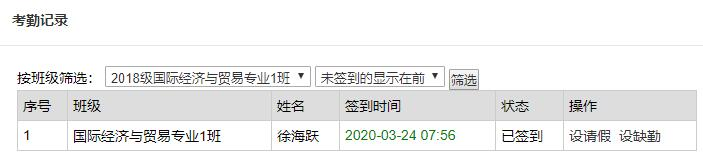 考勤记录
按班级筛选： 2018级国际经济与贸易专业1班 未签到的显示在前 筛选
序号 班级 姓名 签到时间 状态 操作
1 国际经济与贸易专业1班 徐海跃 2020-03-24 07:56 已签到 设请假 设缺勤